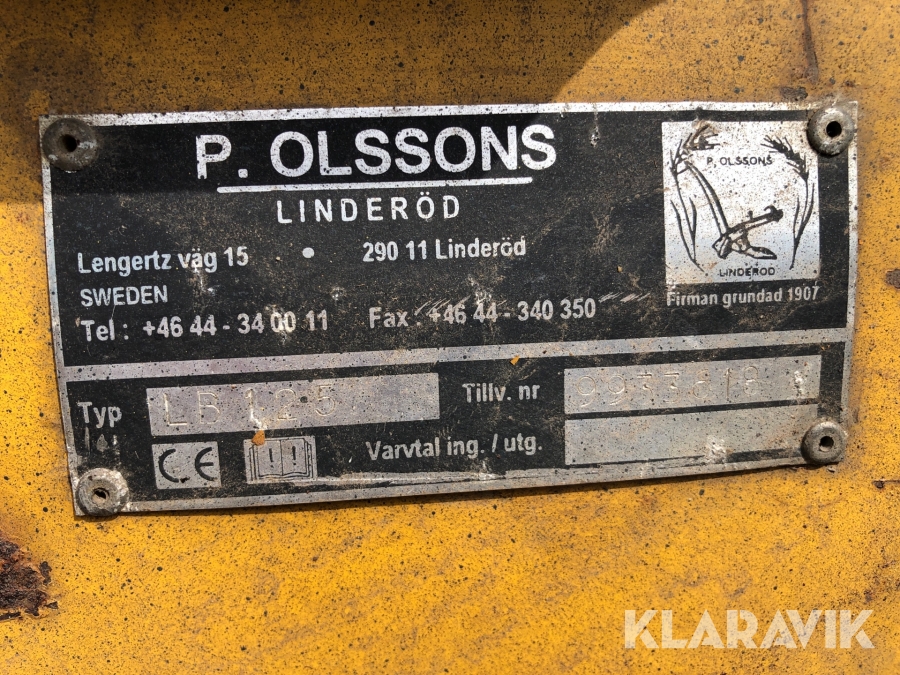 P. OLSSONS
LINDERÖD
Lengertz väg 15 • 290 11 Linderöd
SWEDEN
Tel : +46 44 - 34 00 11 Fax : +46 44 - 340 350
P. OLSSONS
LINDERÖD
Firman grundad 1907
Typ LB125
Tillv. nr
CE
Varvtal ing. / utg.
KLARAVIK